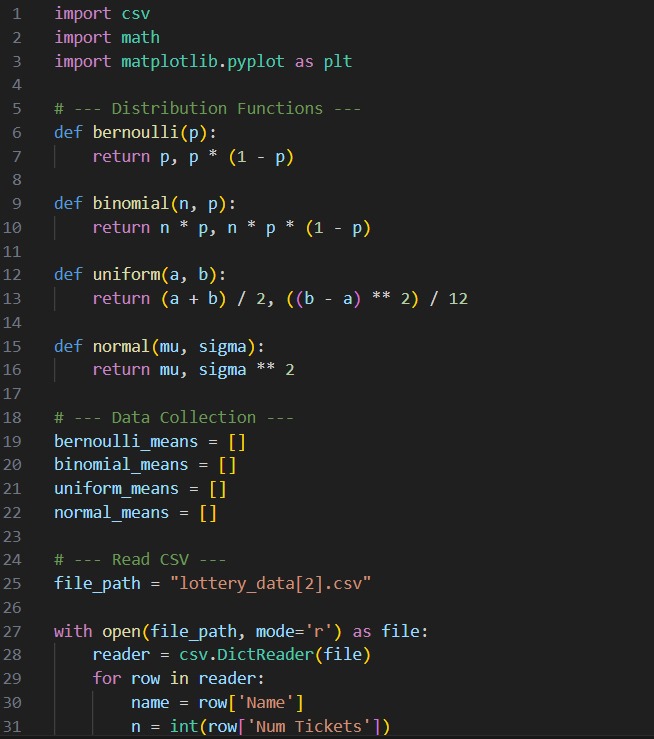 1 import csv
2 import math
3 import matplotlib.pyplot as plt
4
5 # --- Distribution Functions ---
6 def bernoulli(p):
7     return p, p * (1 - p)
8
9 def binomial(n, p):
10     return n * p, n * p * (1 - p)
11
12 def uniform(a, b):
13     return (a + b) / 2, ((b - a) ** 2) / 12
14
15 def normal(mu, sigma):
16     return mu, sigma ** 2
17
18 # --- Data Collection ---
19 bernoulli_means = []
20 binomial_means = []
21 uniform_means = []
22 normal_means = []
23
24 # --- Read CSV ---
25 file_path = "lottery_data[2].csv"
26
27 with open(file_path, mode='r') as file:
28     reader = csv.DictReader(file)
29     for row in reader:
30         name = row['Name']
31         n = int(row['Num Tickets'])